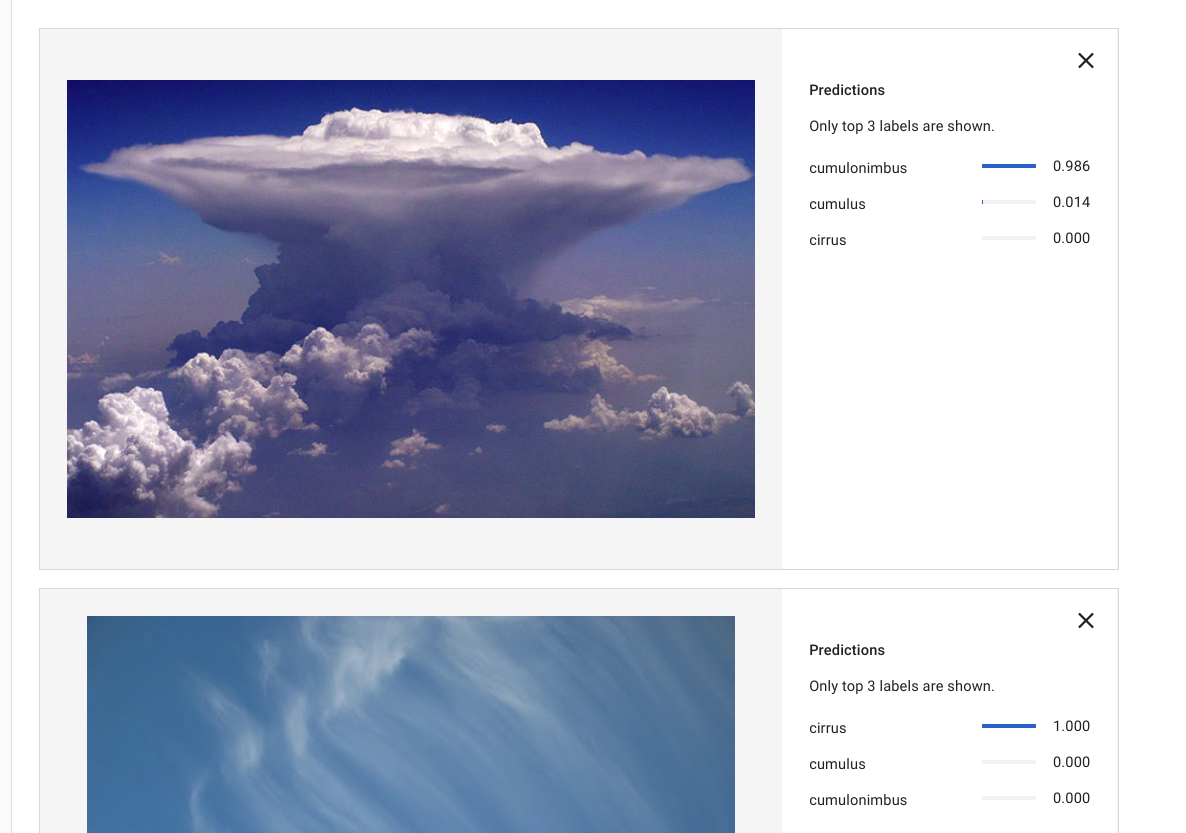 Predictions
Only top 3 labels are shown.
cumulonimbus 0.986
cumulus 0.014
cirrus 0.000
Predictions
Only top 3 labels are shown.
cirrus 1.000
cumulus 0.000
cumulonimbus 0.000